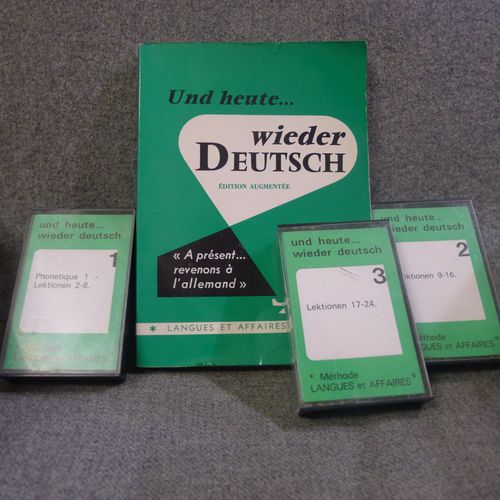 Und heute...
wieder
DEUTSCH
ÉDITION AUGMENTÉE
« A présent...
revenons à
l'allemand »
* LANGUES ET AFFAIRES
und heute...
wieder deutsch
1
Phonetique 1 -
Lektionen 2-8.
LANGUES et AFFAIRES
und heute...
wieder deutsch
3
Lektionen 17-24.
* Méthode
LANGUES et AFFAIRES®
und heute...
wieder deutsch
2
9-16.
Méthode
LANGUES et AFFAIRES®